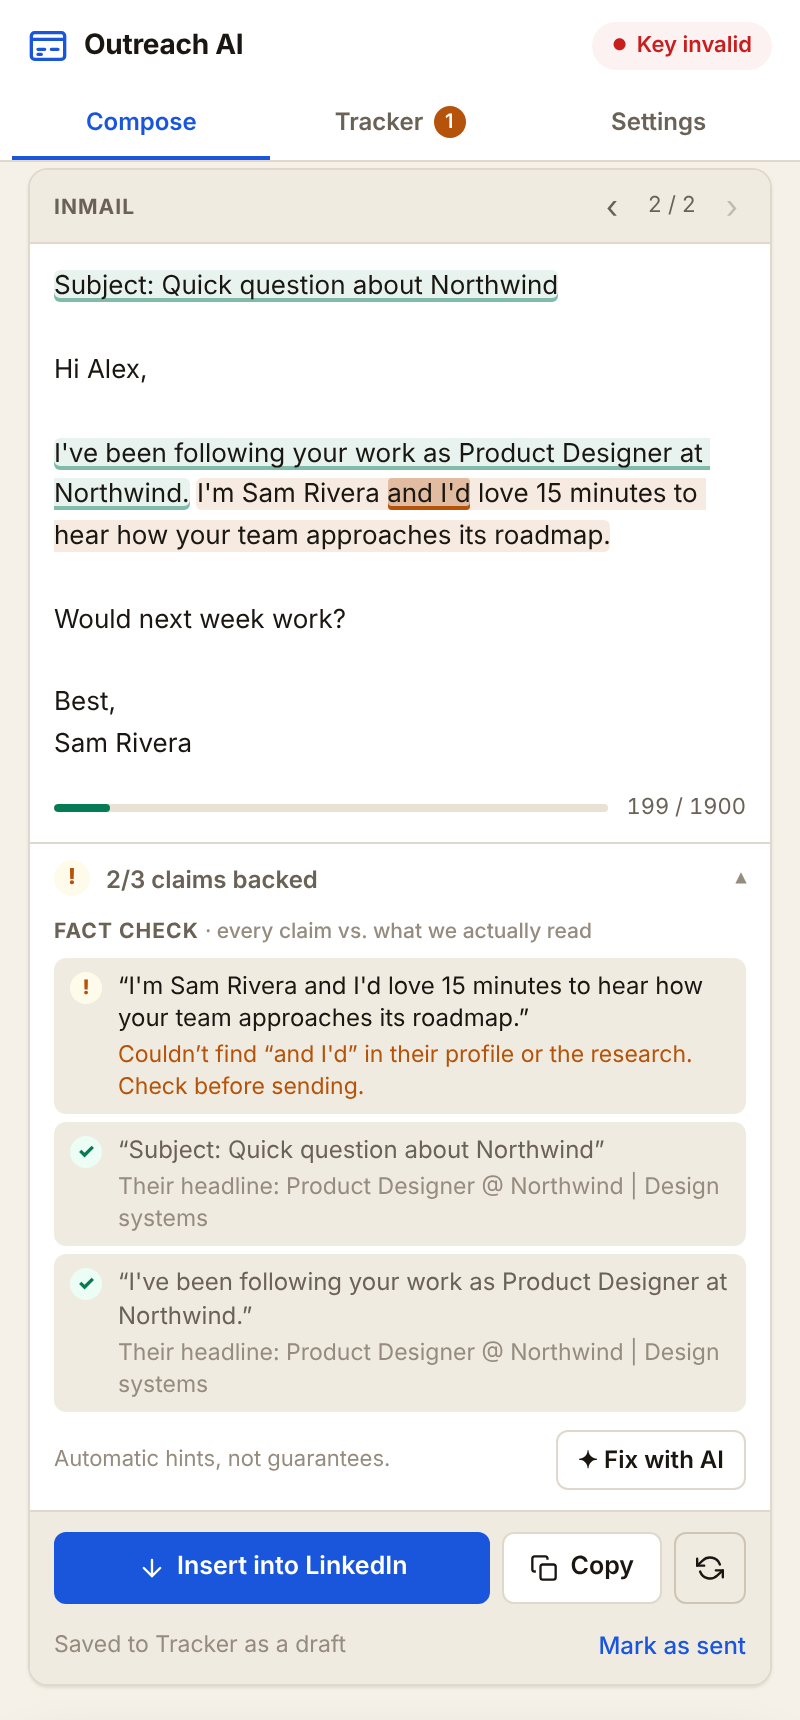 Outreach AI
Key invalid
Compose
Tracker 1
Settings
INMAIL
2 / 2
Subject: Quick question about Northwind
Hi Alex,
I've been following your work as Product Designer at
Northwind. I'm Sam Rivera and I'd love 15 minutes to
hear how your team approaches its roadmap.
Would next week work?
Best,
Sam Rivera
199 / 1900
! 2/3 claims backed
FACT CHECK · every claim vs. what we actually read
! “I'm Sam Rivera and I'd love 15 minutes to hear how
your team approaches its roadmap.”
Couldn’t find “and I'd” in their profile or the research.
Check before sending.
“Subject: Quick question about Northwind”
Their headline: Product Designer @ Northwind | Design
systems
“I've been following your work as Product Designer at
Northwind.”
Their headline: Product Designer @ Northwind | Design
systems
Automatic hints, not guarantees.
Fix with AI
Insert into LinkedIn
Copy
Saved to Tracker as a draft
Mark as sent